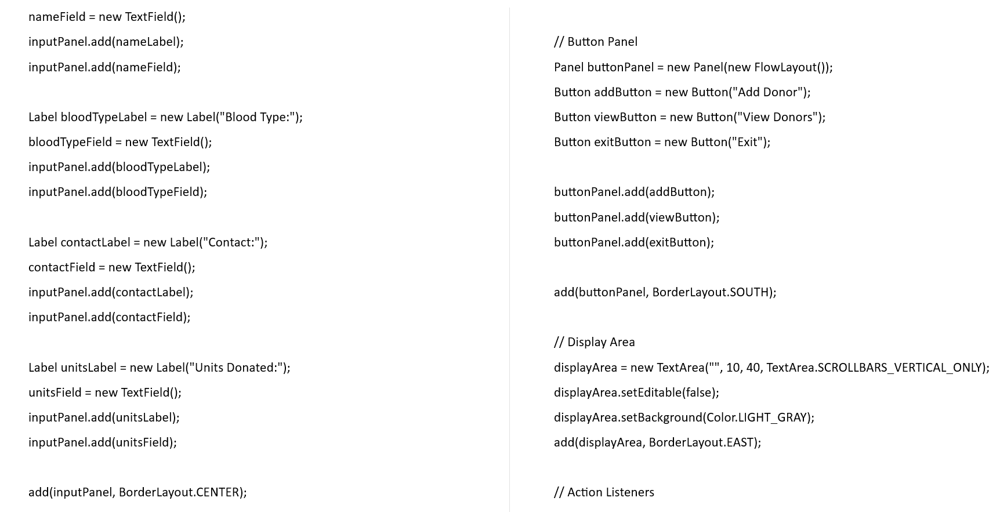 nameField = new TextField();
inputPanel.add(nameLabel);
inputPanel.add(nameField);
Label bloodTypeLabel = new Label("Blood Type:");
bloodTypeField = new TextField();
inputPanel.add(bloodTypeLabel);
inputPanel.add(bloodTypeField);
Label contactLabel = new Label("Contact:");
contactField = new TextField();
inputPanel.add(contactLabel);
inputPanel.add(contactField);
Label unitsLabel = new Label("Units Donated:");
unitsField = new TextField();
inputPanel.add(unitsLabel);
inputPanel.add(unitsField);
add(inputPanel, BorderLayout.CENTER);
// Button Panel
Panel buttonPanel = new Panel(new FlowLayout());
Button addButton = new Button("Add Donor");
Button viewButton = new Button("View Donors");
Button exitButton = new Button("Exit");
buttonPanel.add(addButton);
buttonPanel.add(viewButton);
buttonPanel.add(exitButton);
add(buttonPanel, BorderLayout.SOUTH);
// Display Area
displayArea = new TextArea("", 10, 40, TextArea.SCROLLBARS_VERTICAL_ONLY);
displayArea.setEditable(false);
displayArea.setBackground(Color.LIGHT_GRAY);
add(displayArea, BorderLayout.EAST);
// Action Listeners